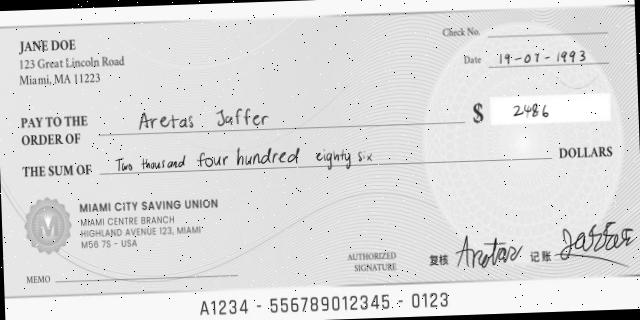 JANE DOE
123 Great Lincoln Road
Miami, MA 11223
Check No.
Date 19-07-1993
PAY TO THE
ORDER OF Aretas Jaffer
$ 2486
THE SUM OF Two thousand four hundred eighty six DOLLARS
MIAMI CITY SAVING UNION
MIAMI CENTRE BRANCH
HIGHLAND AVENUE 123, MIAMI
M56 7S - USA
MEMO
AUTHORIZED
SIGNATURE
复核 Aretas 记账 Jaffer
A1234 - 556789012345 - 0123